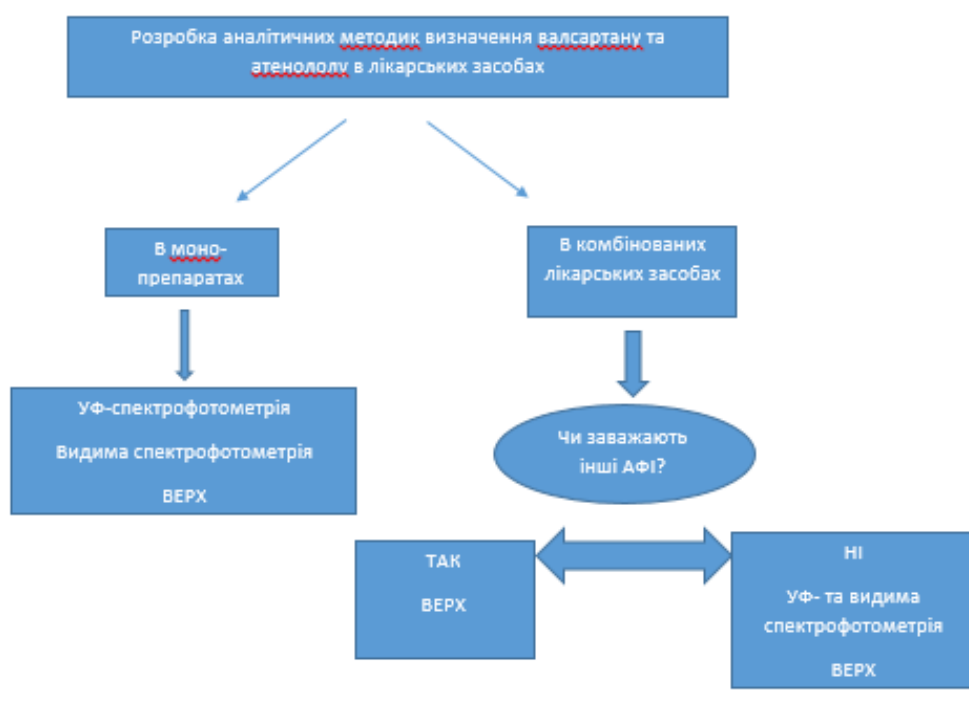 Розробка аналітичних методик визначення валсартану та
атенололу в лікарських засобах
В моно-
препаратах
В комбінованих
лікарських засобах
УФ-спектрофотометрія
Видима спектрофотометрія
ВЕРХ
Чи заважають
інші АФІ?
ТАК
ВЕРХ
НІ
УФ- та видима
спектрофотометрія
ВЕРХ